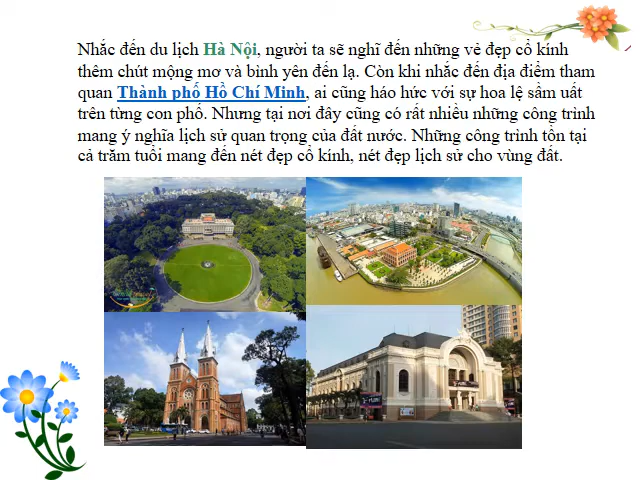 Nhắc đến du lịch Hà Nội, người ta sẽ nghĩ đến những vẻ đẹp cổ kính
thêm chút mộng mơ và bình yên đến lạ. Còn khi nhắc đến địa điểm tham
quan Thành phố Hồ Chí Minh, ai cũng háo hức với sự hoa lệ sầm uất
trên từng con phố. Nhưng tại nơi đây cũng có rất nhiều những công trình
mang ý nghĩa lịch sử quan trọng của đất nước. Những công trình tồn tại
cả trăm tuổi mang đến nét đẹp cổ kính, nét đẹp lịch sử cho vùng đất.